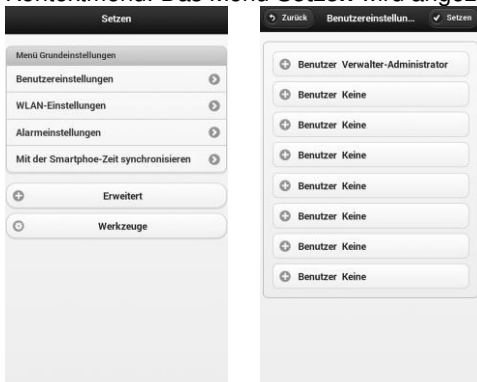 Kontextmenü. Das Menü Setzen wird angez
Setzen
Menü Grundeinstellungen
Benutzereinstellungen
WLAN-Einstellungen
Alarmeinstellungen
Mit der Smartphoe-Zeit synchronisieren
Erweitert
Werkzeuge
Zurück Benutzereinstellun... Setzen
Benutzer Verwalter-Administrator
Benutzer Keine
Benutzer Keine
Benutzer Keine
Benutzer Keine
Benutzer Keine
Benutzer Keine
Benutzer Keine